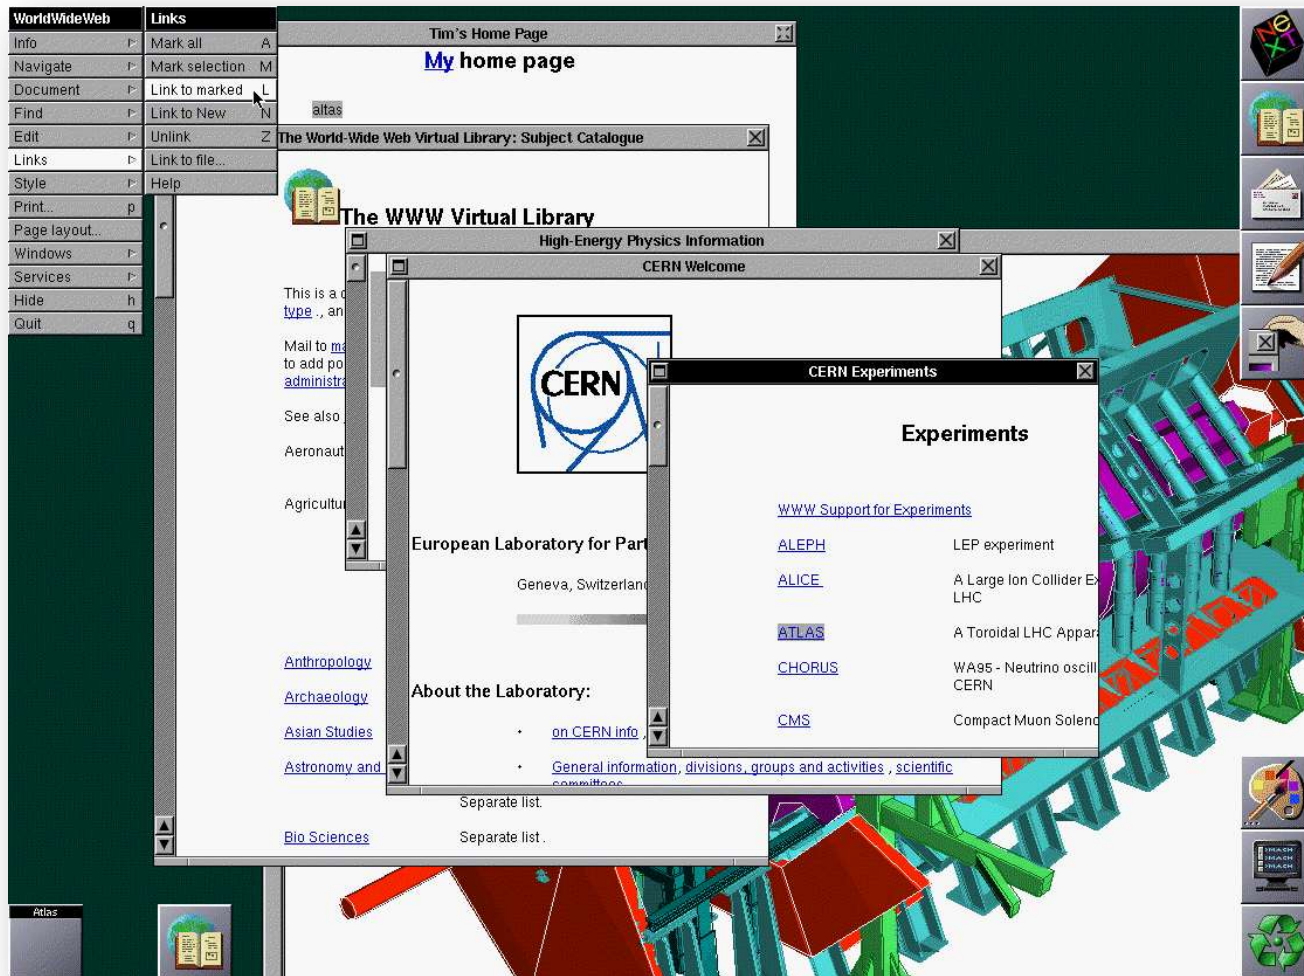 WorldWideWeb
Info
Navigate
Document
Find
Edit
Links
Style
Print... p
Page layout...
Windows
Services
Hide h
Quit q
Links
Mark all A
Mark selection M
Link to marked L
Link to New N
Unlink Z
Link to file...
Help
Tim's Home Page
My home page
altas
The World-Wide Web Virtual Library: Subject Catalogue
The WWW Virtual Library
This is a
type ., an
Mail to
to add po
See also
Aeronaut
Agricultu
Anthropology
Archaeology
Asian Studies
Astronomy and
Separate list.
Bio Sciences Separate list .
High-Energy Physics Information
CERN Welcome
CERN
European Laboratory for Part
Geneva, Switzerland
About the Laboratory:
· on CERN info ,
· General information, divisions, groups and activities , scientific
committees
CERN Experiments
Experiments
WWW Support for Experiments
ALEPH LEP experiment
ALICE A Large Ion Collider Ex
LHC
ATLAS A Toroidal LHC Appar
CHORUS WA95 - Neutrino oscill
CERN
CMS Compact Muon Soleno
NeXT
Atlas